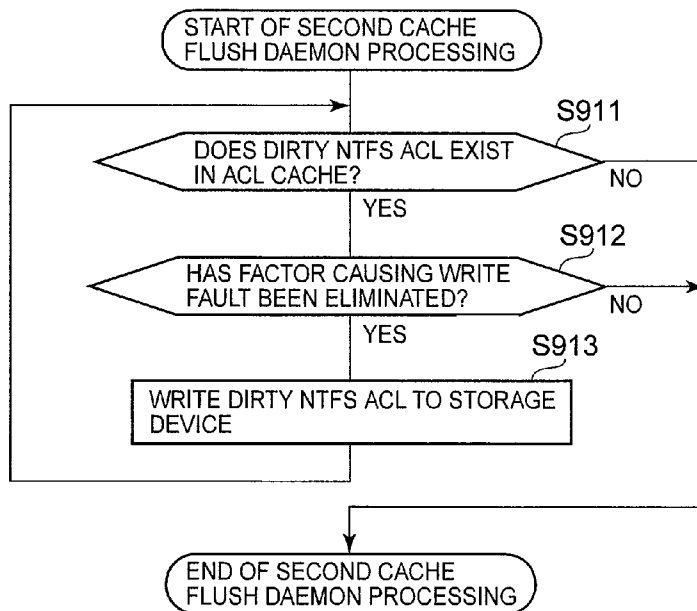 START OF SECOND CACHE
FLUSH DAEMON PROCESSING
S911
DOES DIRTY NTFS ACL EXIST
IN ACL CACHE?
NO
YES
S912
HAS FACTOR CAUSING WRITE
FAULT BEEN ELIMINATED?
NO
YES
S913
WRITE DIRTY NTFS ACL TO STORAGE
DEVICE
END OF SECOND CACHE
FLUSH DAEMON PROCESSING